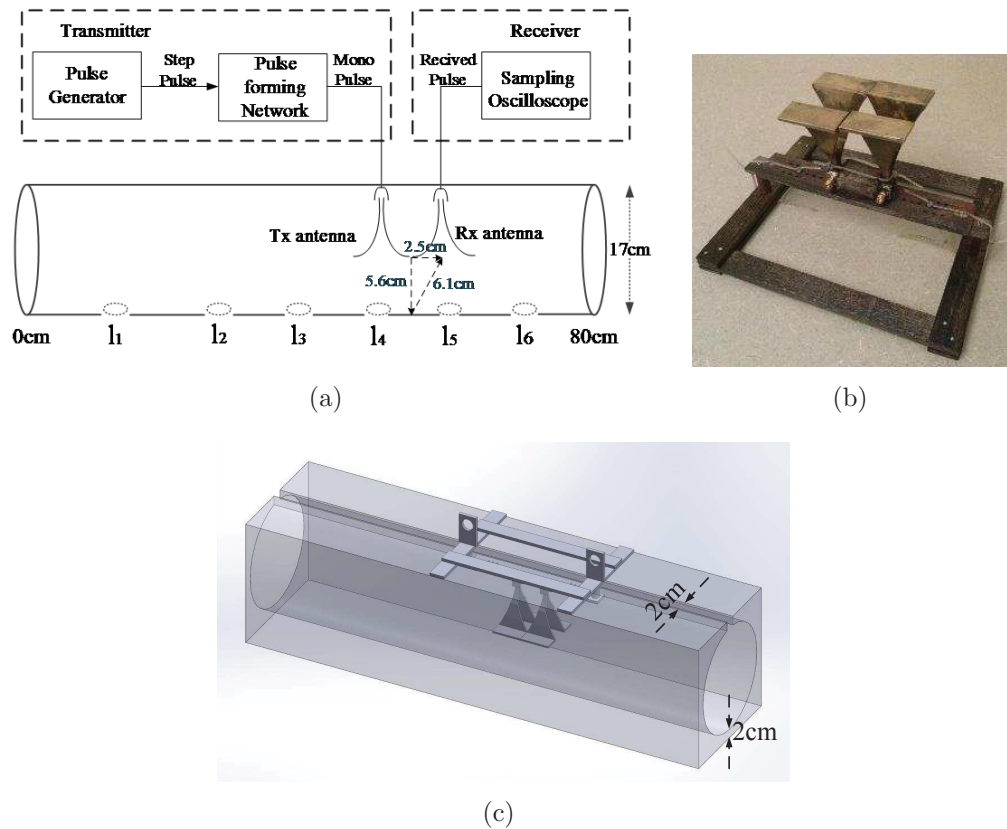 Transmitter
Pulse
Generator
Step
Pulse
Pulse
forming
Network
Mono
Pulse
Receiver
Recived
Pulse
Sampling
Oscilloscope
Tx antenna
Rx antenna
2.5cm
5.6cm
6.1cm
17cm
0cm
l1
l2
l3
l4
l5
l6
80cm
(a)
(b)
2cm
2cm
(c)